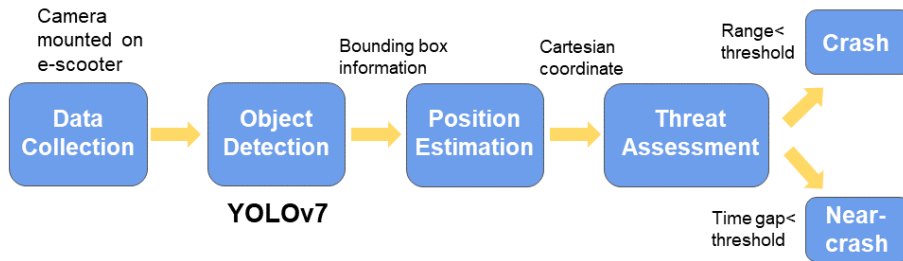 Camera
mounted on
e-scooter
Data
Collection
Object
Detection
YOLOv7
Bounding box
information
Position
Estimation
Cartesian
coordinate
Threat
Assessment
Range<
threshold
Crash
Time gap<
threshold
Near-
crash